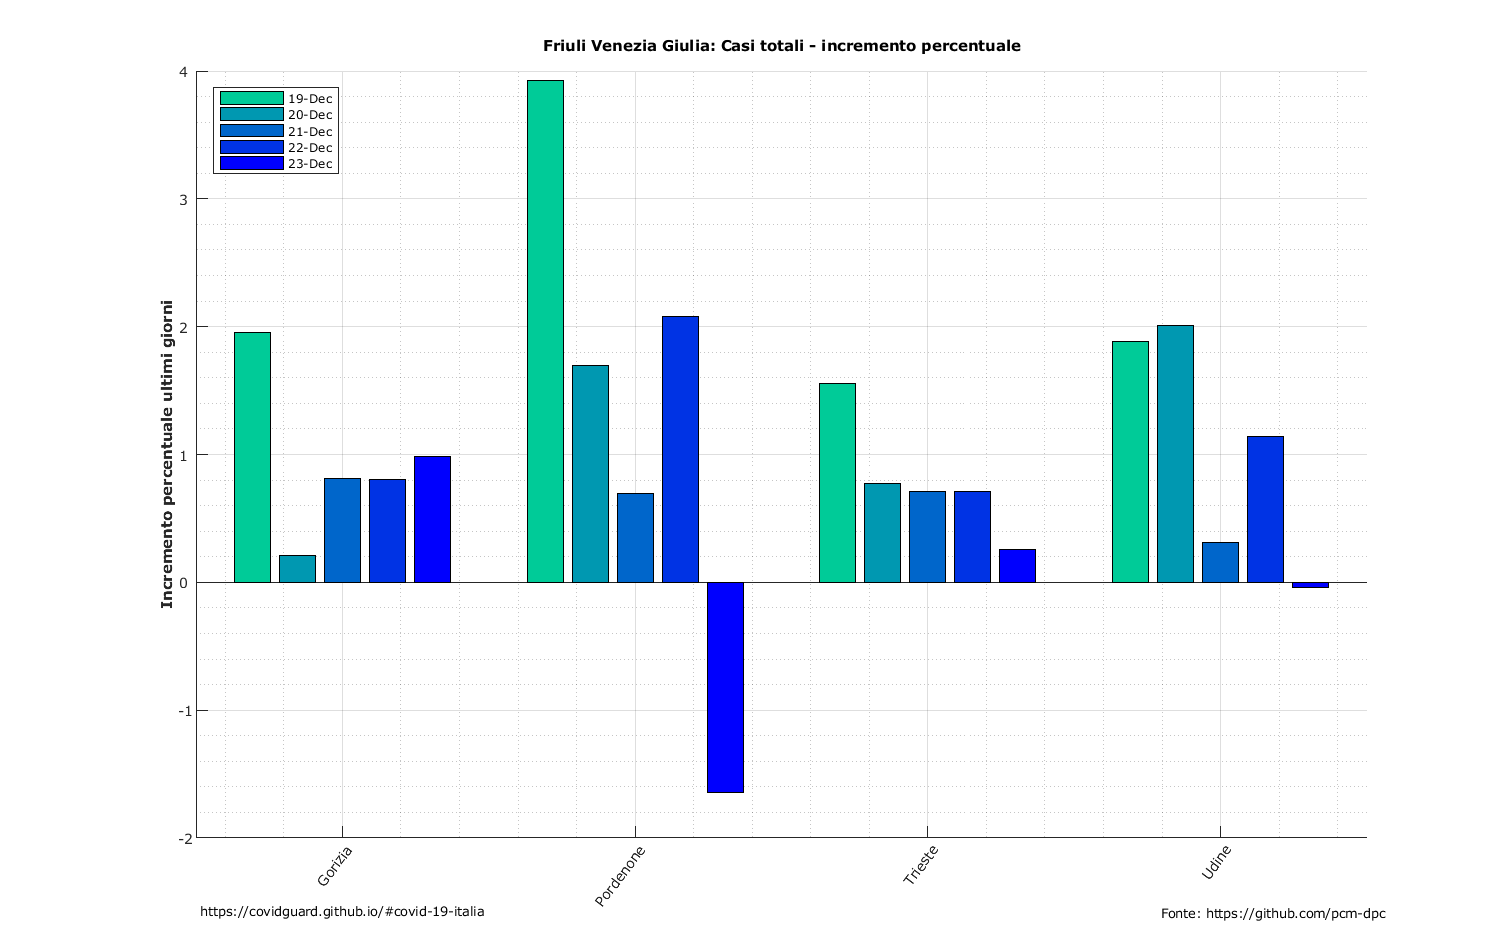 Friuli Venezia Giulia: Casi totali - incremento percentuale
19-Dec
20-Dec
21-Dec
22-Dec
23-Dec
Incremento percentuale ultimi giorni
4
3
2
1
0
-1
-2
Gorizia
Pordenone
Trieste
Udine
https://covidguard.github.io/#covid-19-italia
Fonte: https://github.com/pcm-dpc